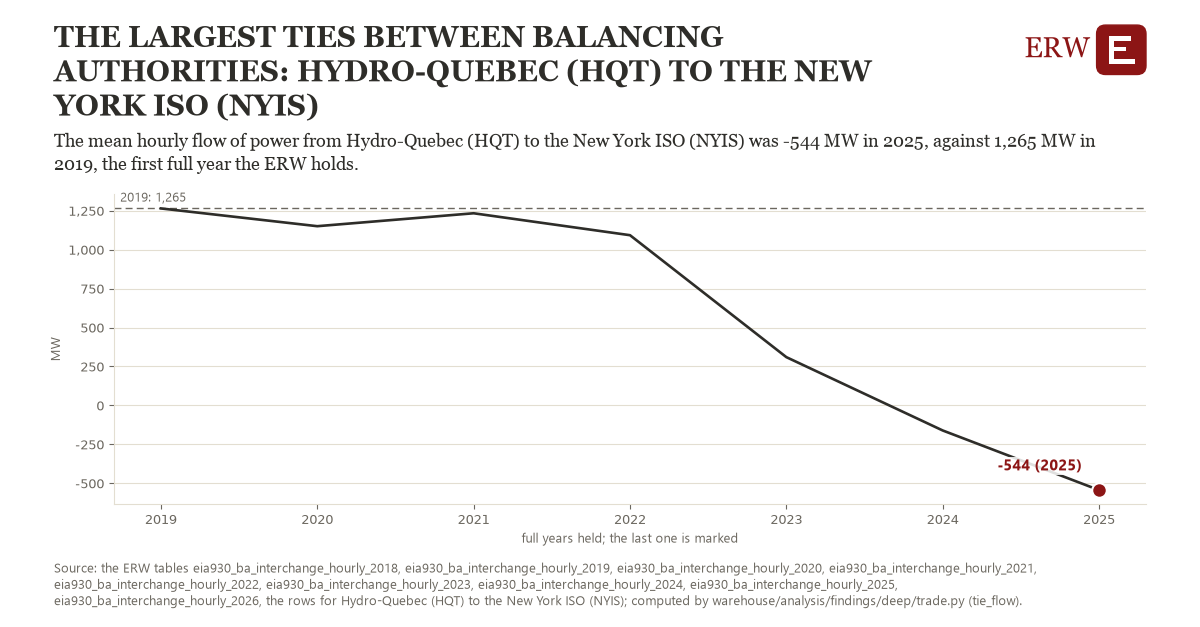 THE LARGEST TIES BETWEEN BALANCING
AUTHORITIES: HYDRO-QUEBEC (HQT) TO THE NEW
YORK ISO (NYIS)
ERW E
The mean hourly flow of power from Hydro-Quebec (HQT) to the New York ISO (NYIS) was -544 MW in 2025, against 1,265 MW in
2019, the first full year the ERW holds.
2019: 1,265
1,250
1,000
750
500
250
0
-250
-500
MW
-544 (2025)
2019 2020 2021 2022 2023 2024 2025
full years held; the last one is marked
Source: the ERW tables eia930_ba_interchange_hourly_2018, eia930_ba_interchange_hourly_2019, eia930_ba_interchange_hourly_2020, eia930_ba_interchange_hourly_2021,
eia930_ba_interchange_hourly_2022, eia930_ba_interchange_hourly_2023, eia930_ba_interchange_hourly_2024, eia930_ba_interchange_hourly_2025,
eia930_ba_interchange_hourly_2026, the rows for Hydro-Quebec (HQT) to the New York ISO (NYIS); computed by warehouse/analysis/findings/deep/trade.py (tie_flow).